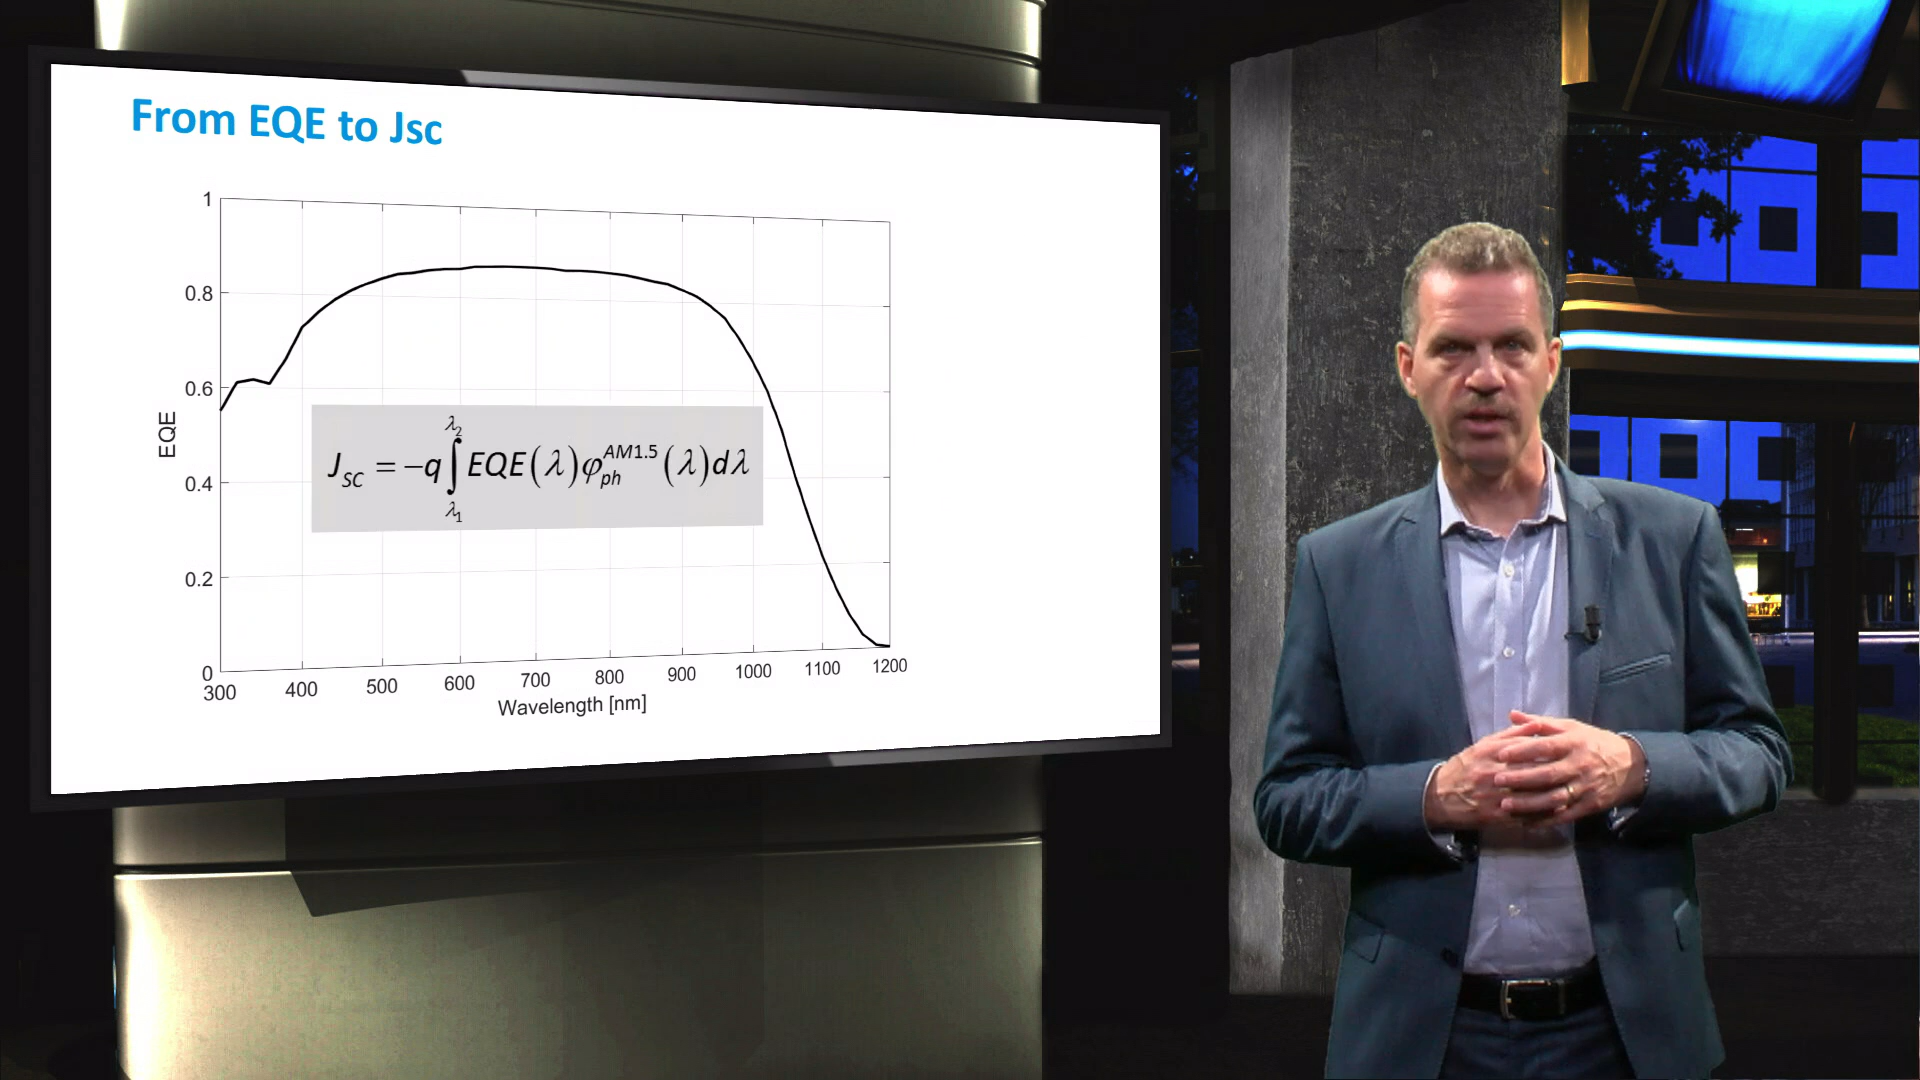 From EQE to Jsc
1
0.8
0.6
0.4
0.2
0
EQE
J_SC = −q ∫_{λ1}^{λ2} EQE(λ)φ_ph^{AM1.5}(λ)dλ
300 400 500 600 700 800 900 1000 1100 1200
Wavelength [nm]